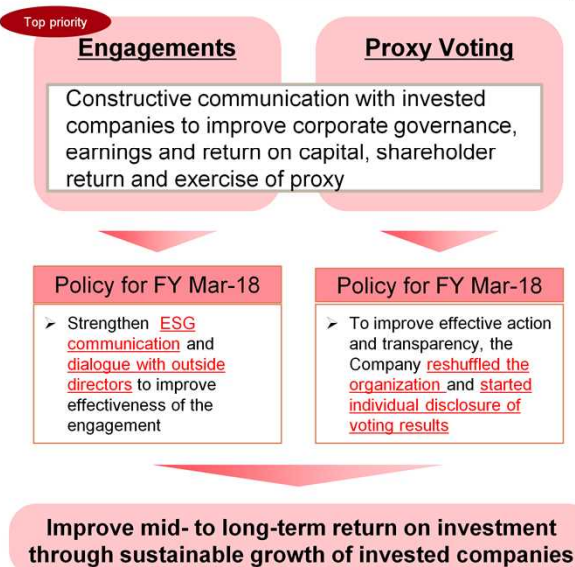 Top priority
Engagements
Proxy Voting
Constructive communication with invested
companies to improve corporate governance,
earnings and return on capital, shareholder
return and exercise of proxy
Policy for FY Mar-18
➢ Strengthen ESG
communication and
dialogue with outside
directors to improve
effectiveness of the
engagement
Policy for FY Mar-18
➢ To improve effective action
and transparency, the
Company reshuffled the
organization and started
individual disclosure of
voting results
Improve mid- to long-term return on investment
through sustainable growth of invested companies